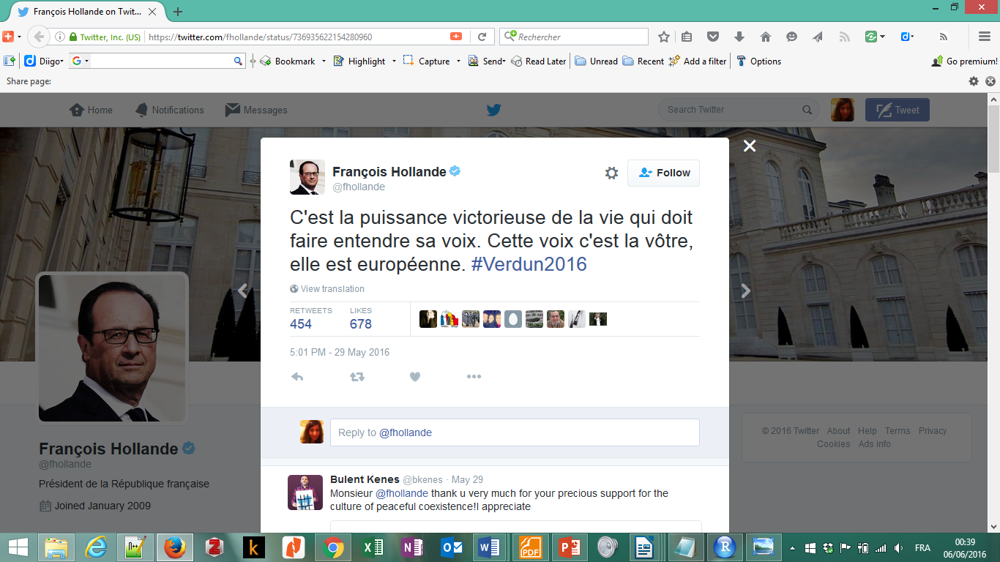 François Hollande on Twit...
Twitter, Inc. (US)
https://twitter.com/fhollande/status/736935622154280960
Rechercher
Diigo
G
Bookmark
Highlight
Capture
Send
Read Later
Unread
Recent
Add a filter
Options
Go premium!
Share page:
Home
Notifications
Messages
Search Twitter
Tweet
François Hollande
@fhollande
Follow
C'est la puissance victorieuse de la vie qui doit
faire entendre sa voix. Cette voix c'est la vôtre,
elle est européenne. #Verdun2016
View translation
RETWEETS
454
LIKES
678
5:01 PM - 29 May 2016
Reply to @fhollande
Bulent Kenes @bkenes · May 29
Monsieur @fhollande thank u very much for your precious support for the
culture of peaceful coexistence!I appreciate
François Hollande
@fhollande
Président de la République française
Joined January 2009
© 2016 Twitter About Help Terms Privacy
Cookies Ads info
FRA
00:39
06/06/2016